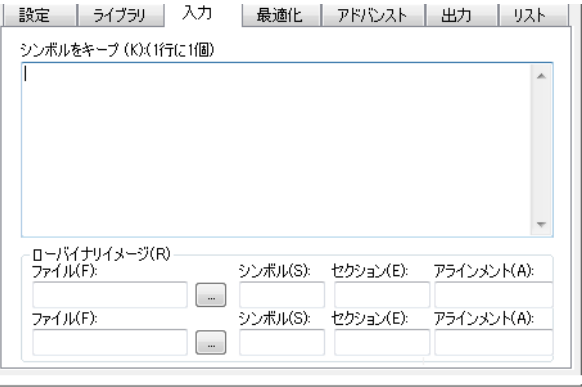 設定 ライブラリ 入力 最適化 アドバンスト 出力 リスト
シンボルをキープ (K):(1行に1個)
ローバイナリイメージ(R)
ファイル(F): シンボル(S): セクション(E): アラインメント(A):
...
ファイル(F): シンボル(S): セクション(E): アラインメント(A):
...